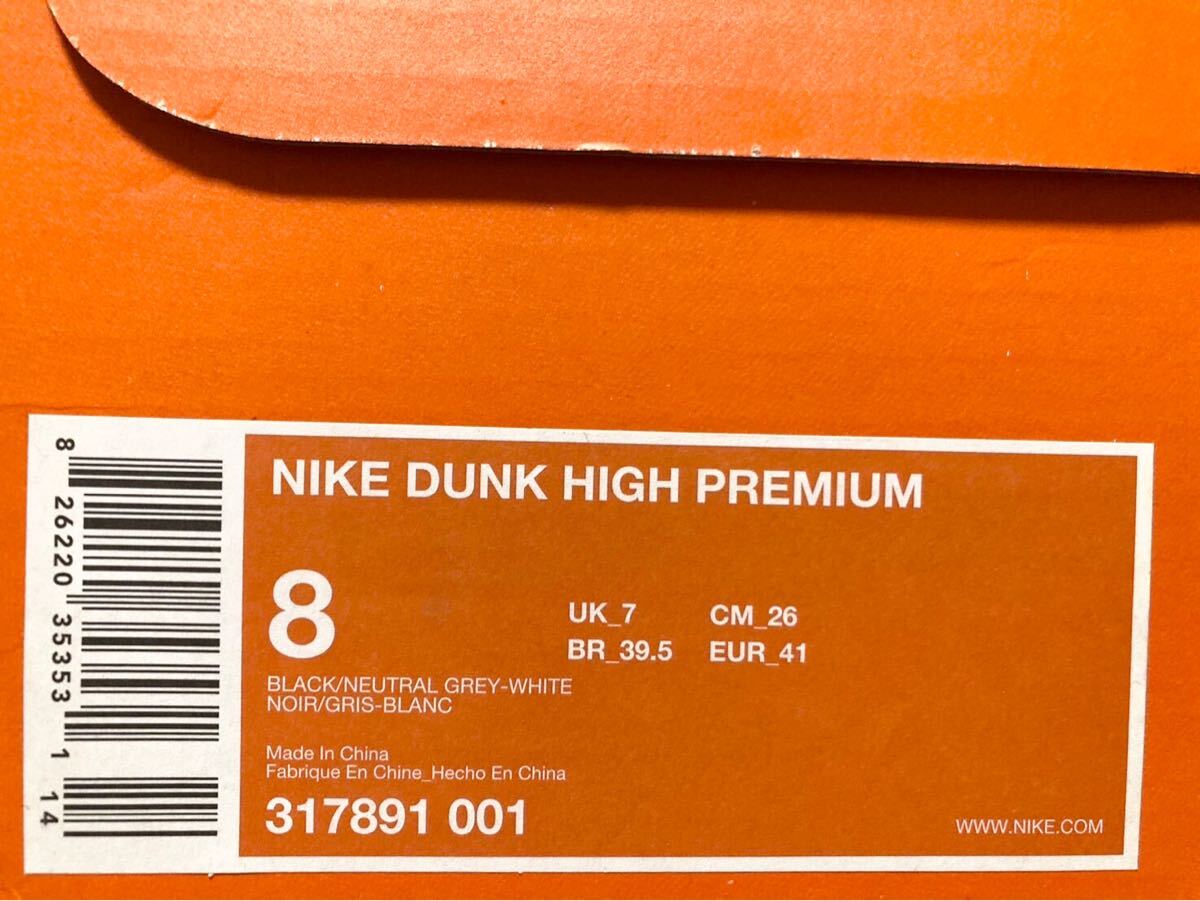 NIKE DUNK HIGH PREMIUM
8
UK_7 CM_26
BR_39.5 EUR_41
BLACK/NEUTRAL GREY-WHITE
NOIR/GRIS-BLANC
Made In China
Fabrique En Chine_Hecho En China
317891 001
WWW.NIKE.COM
8 26220 35353 1 14